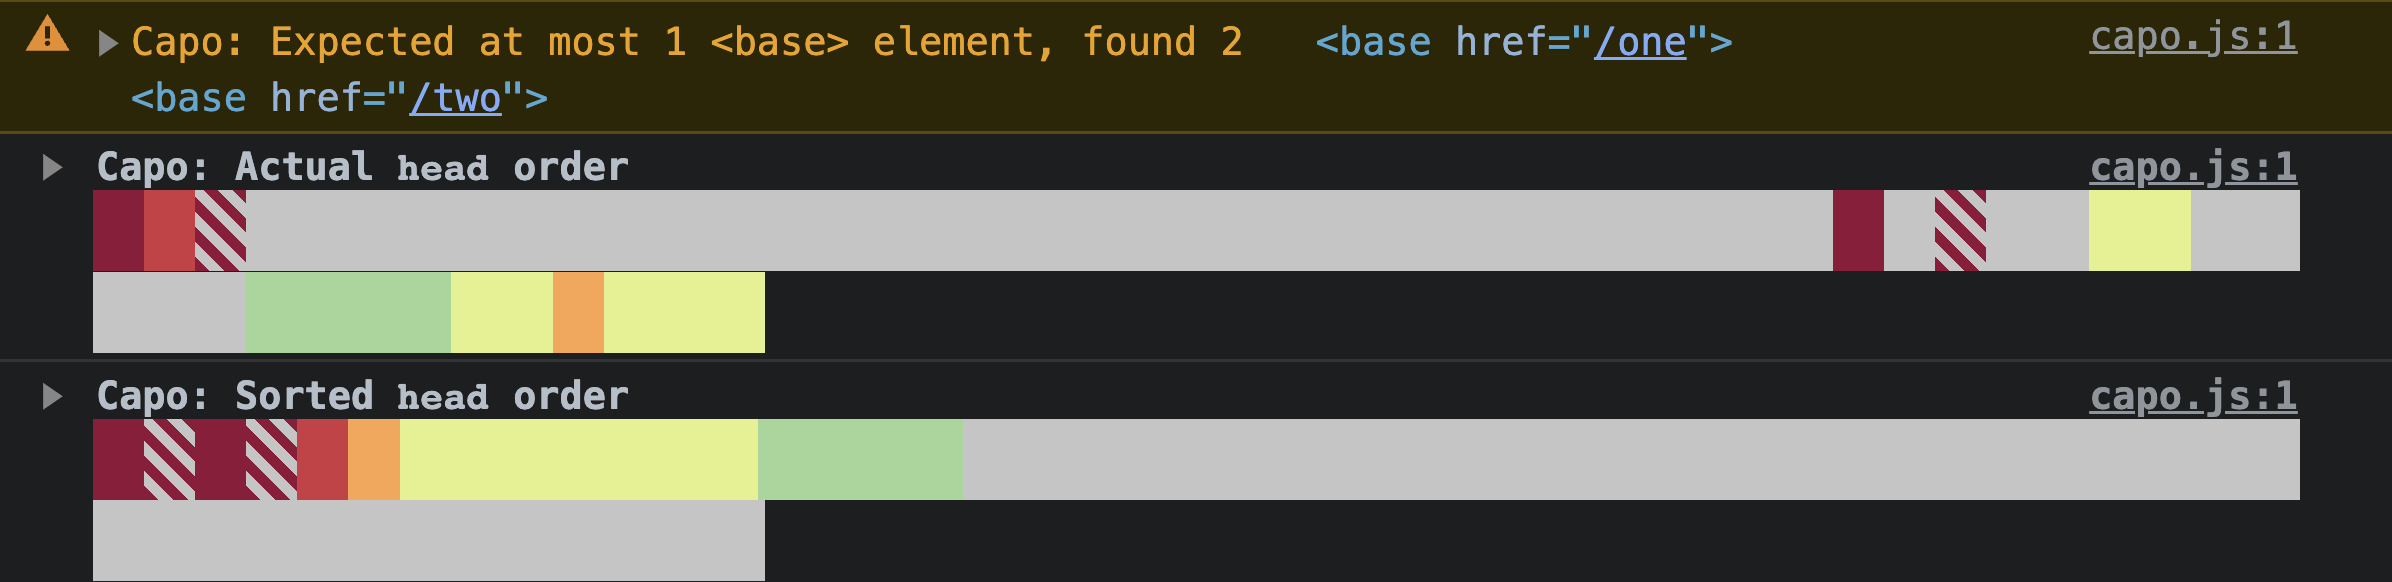 Capo: Expected at most 1 <base> element, found 2 <base href="/one"> capo.js:1
<base href="/two">
Capo: Actual head order capo.js:1
Capo: Sorted head order capo.js:1